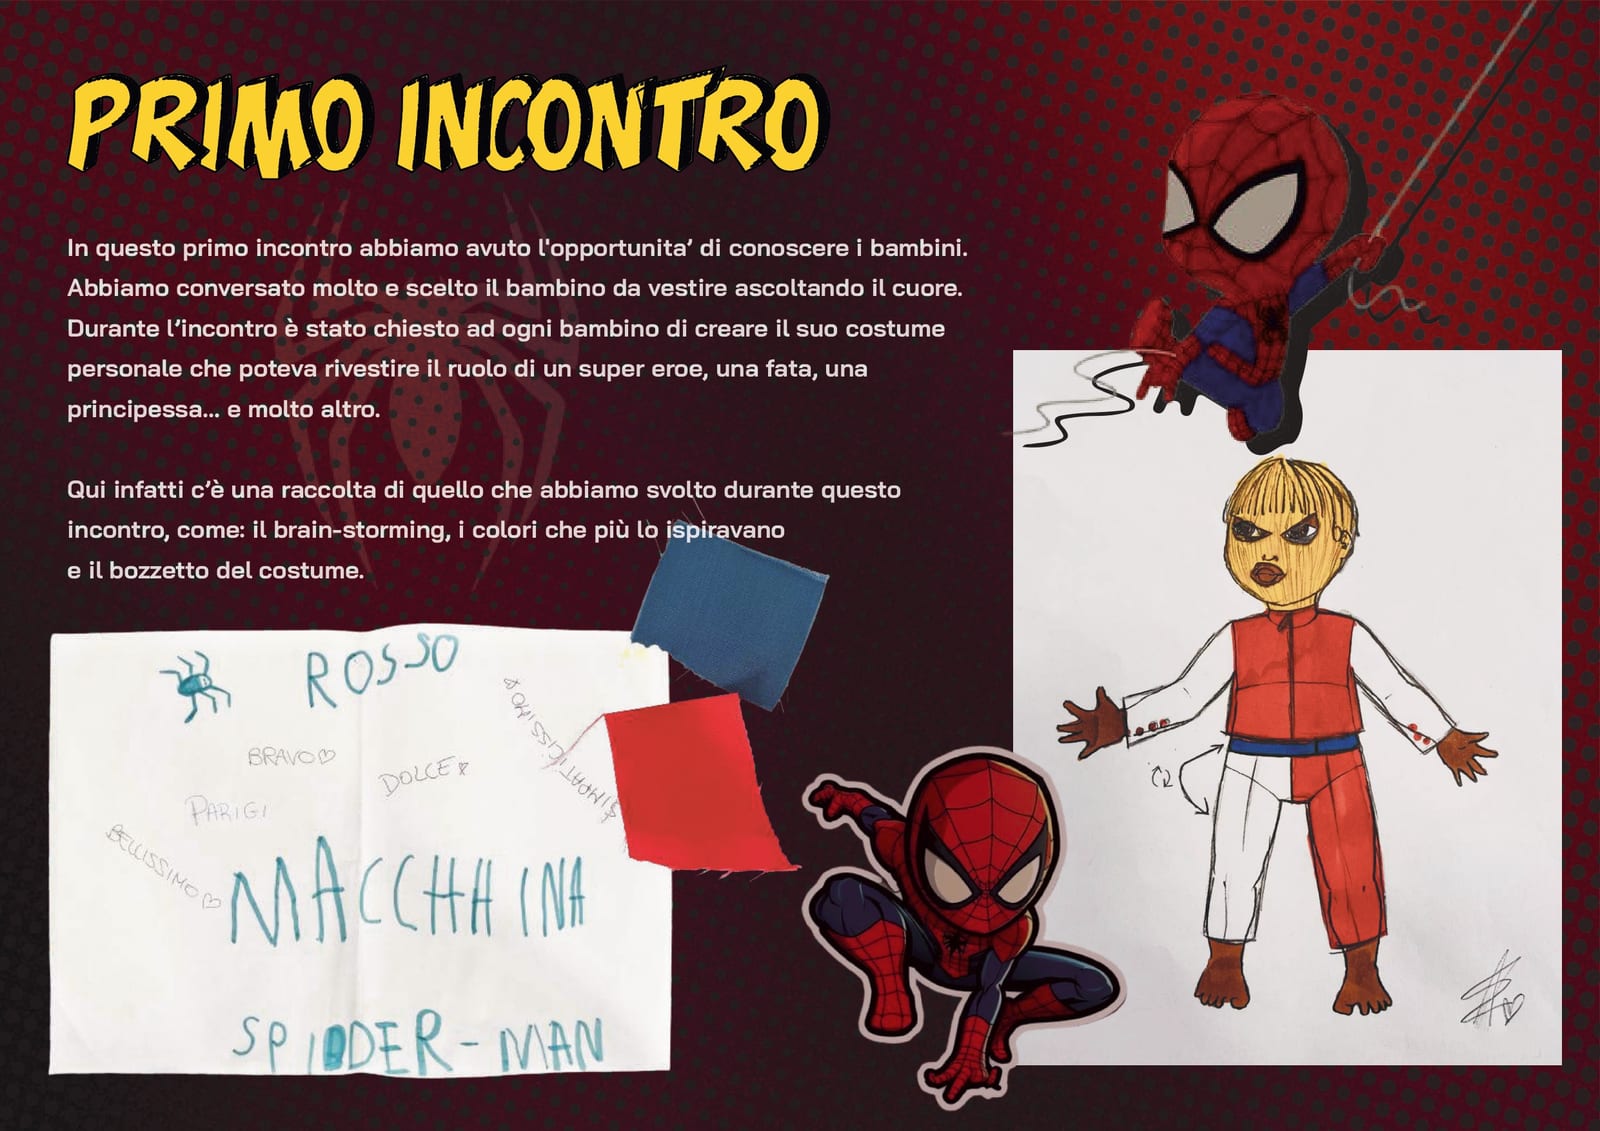 PRIMO INCONTRO
In questo primo incontro abbiamo avuto l'opportunita’ di conoscere i bambini.
Abbiamo conversato molto e scelto il bambino da vestire ascoltando il cuore.
Durante l’incontro è stato chiesto ad ogni bambino di creare il suo costume
personale che poteva rivestire il ruolo di un super eroe, una fata, una
principessa... e molto altro.
Qui infatti c’è una raccolta di quello che abbiamo svolto durante questo
incontro, come: il brain-storming, i colori che più lo ispiravano
e il bozzetto del costume.
ROSSO
BRAVO
DOLCE
SIMPATICISSIMO
PARIGI
BELLISSIMO
MACCHHINA
SPIDDER-MAN